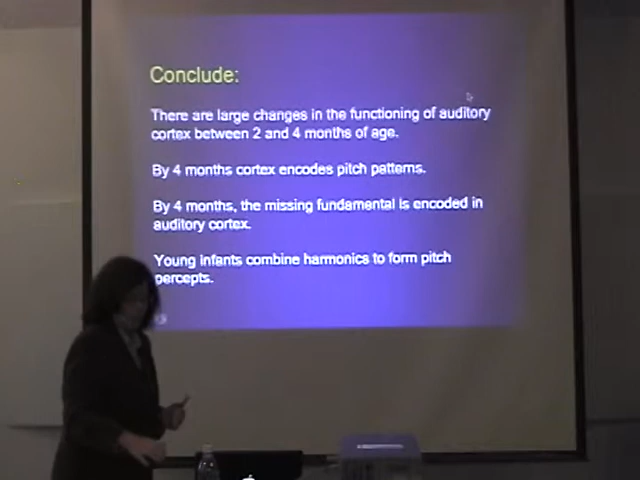 Conclude:
There are large changes in the functioning of auditory
cortex between 2 and 4 months of age.
By 4 months cortex encodes pitch patterns.
By 4 months, the missing fundamental is encoded in
auditory cortex.
Young infants combine harmonics to form pitch
percepts.